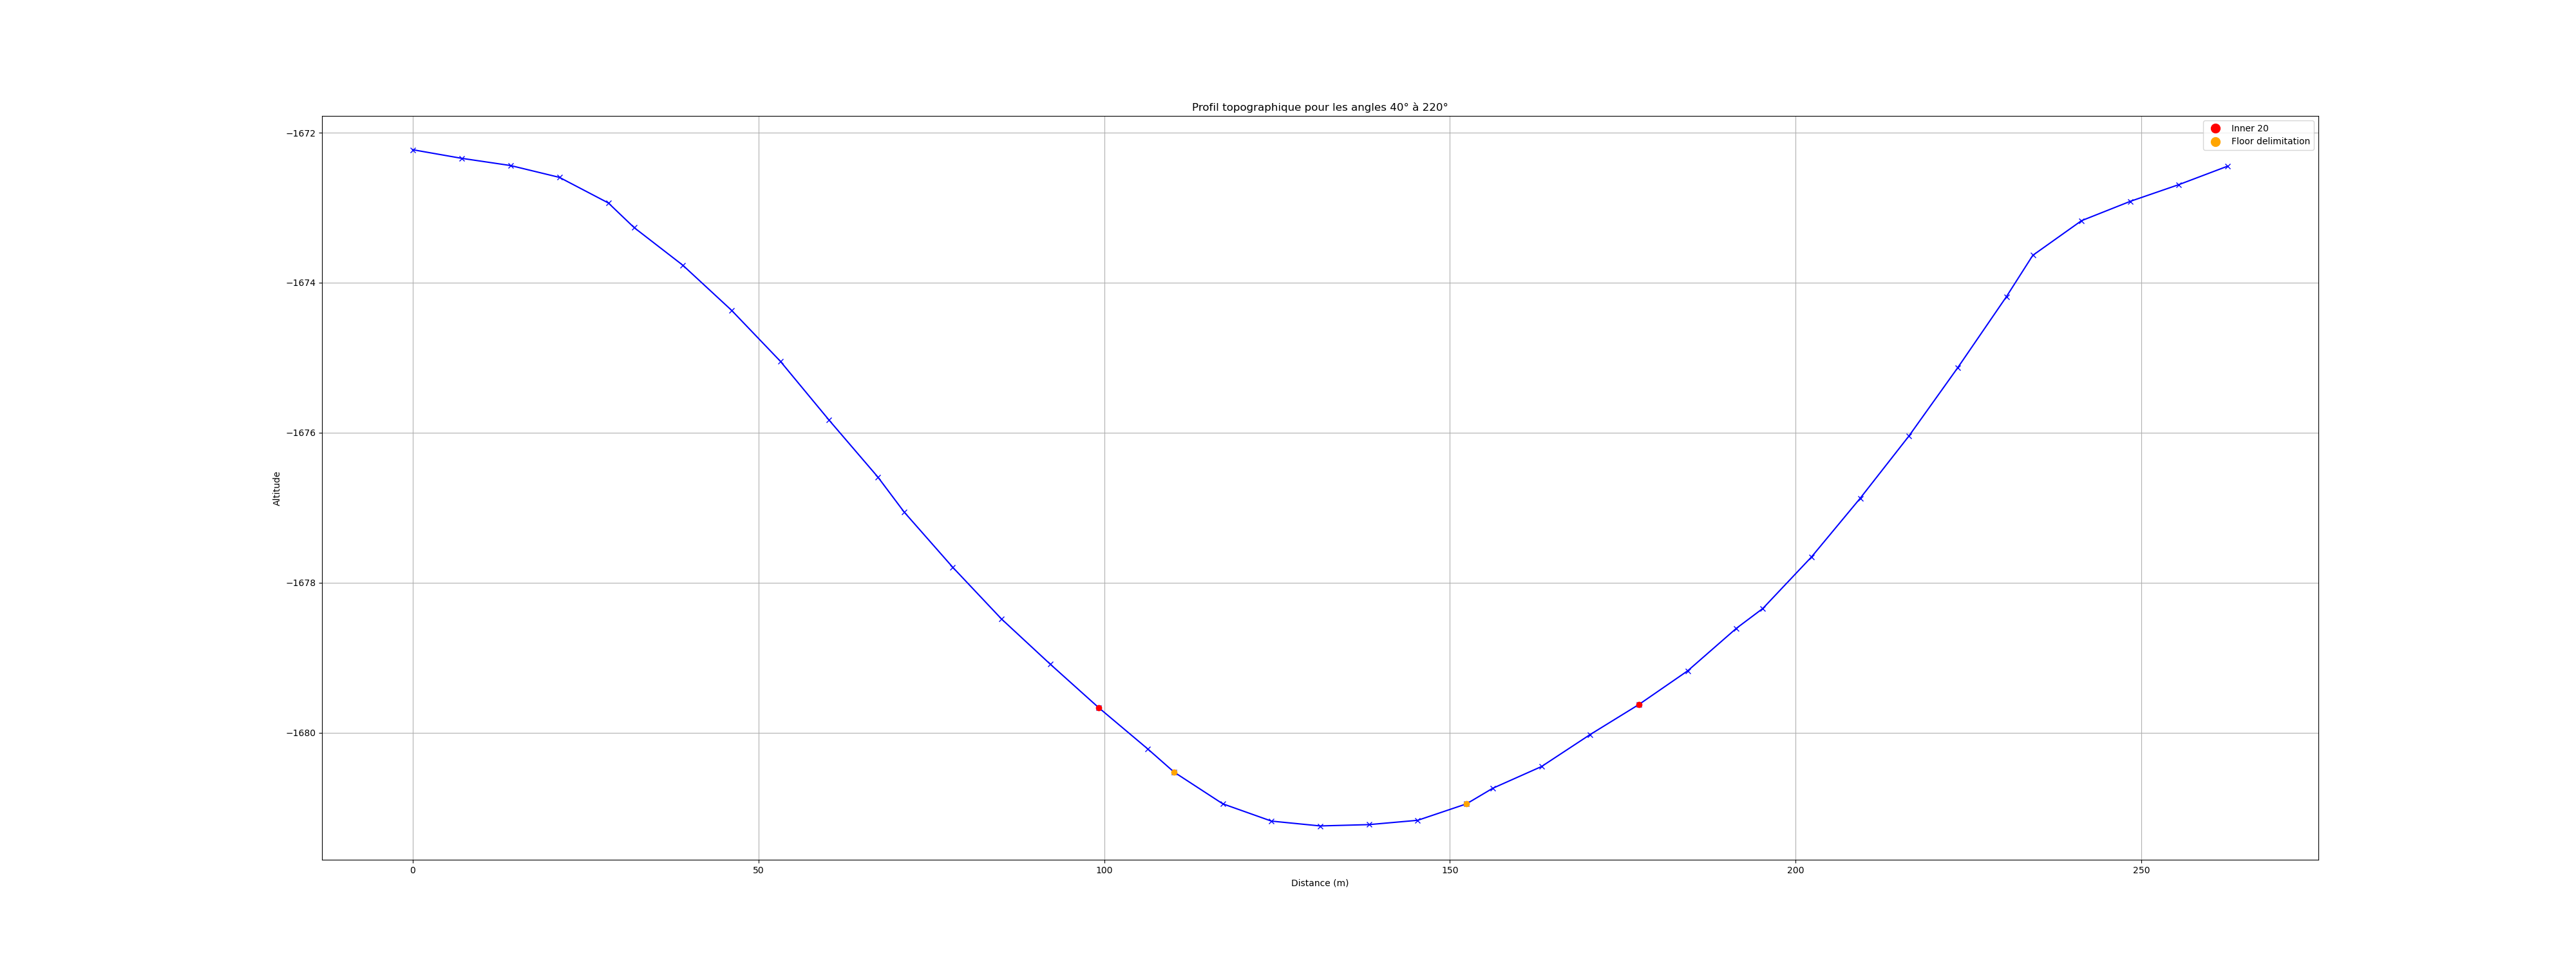 Profil topographique pour les angles 40° à 220°
Inner 20
Floor delimitation
−1672
−1674
−1676
−1678
−1680
Altitude
0 50 100 150 200 250
Distance (m)